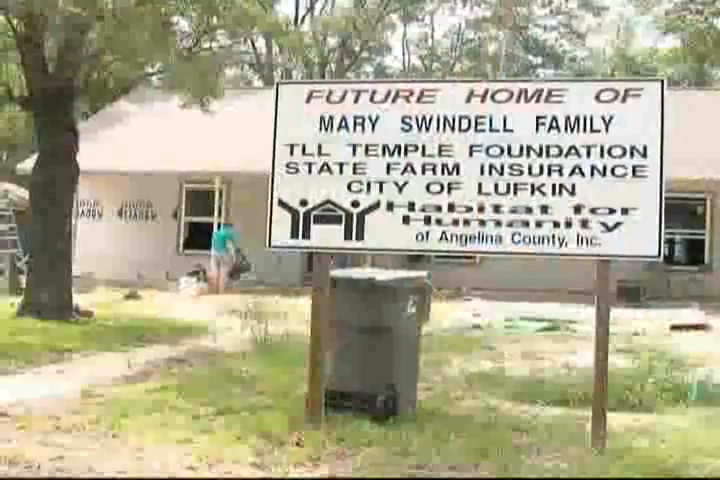 FUTURE HOME OF
MARY SWINDELL FAMILY
TLL TEMPLE FOUNDATION
STATE FARM INSURANCE
CITY OF LUFKIN
Habitat for
Humanity
of Angelina County, Inc.